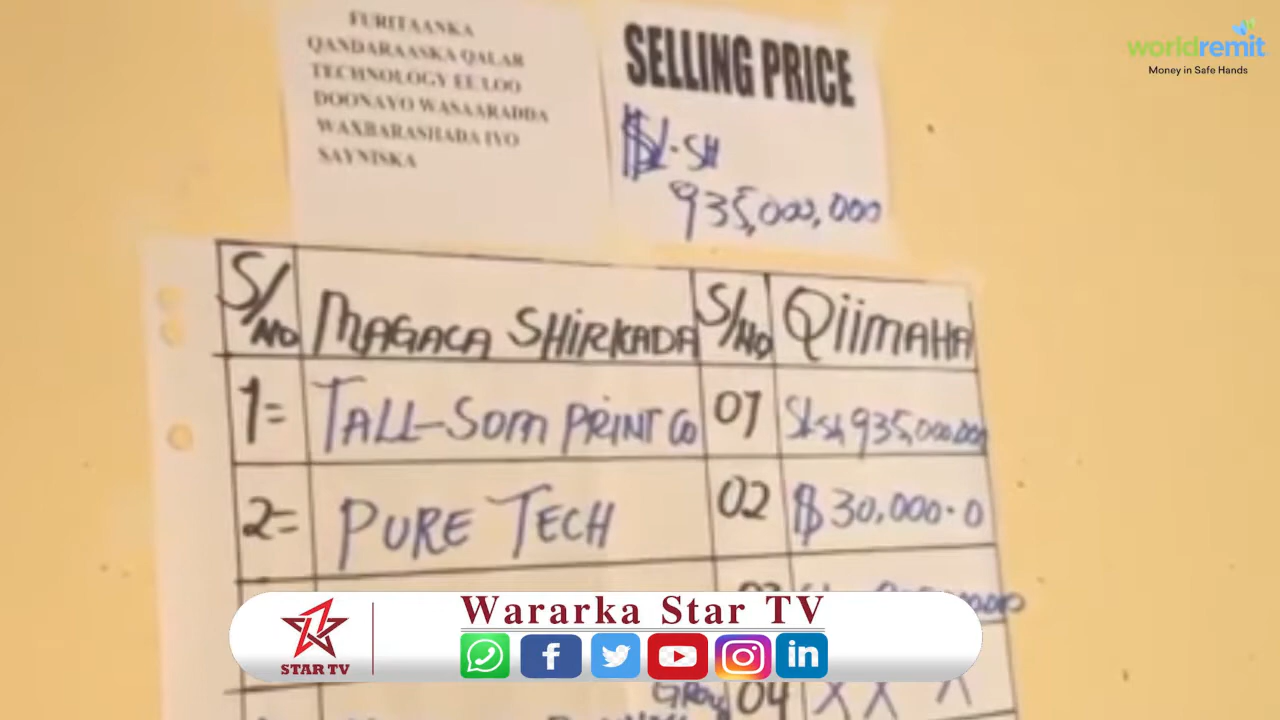 FURITAANKA
QANDARAASKA QALAR
TECHNOLOGY EE LOO
DOONAYO WASAARADDA
WAXBARASHADA IYO
SAYNISKA
SELLING PRICE
SL-SH
935,000,000
worldremit
Money in Safe Hands
S/NO MAGACA SHIRKADA S/NO QiiMAHA
1= TALL-SOM PRINT CO 01 SLSH 935,000,000
2= PURE TECH 02 $ 30,000.0
03
04 X X X
Wararka Star TV
STAR TV